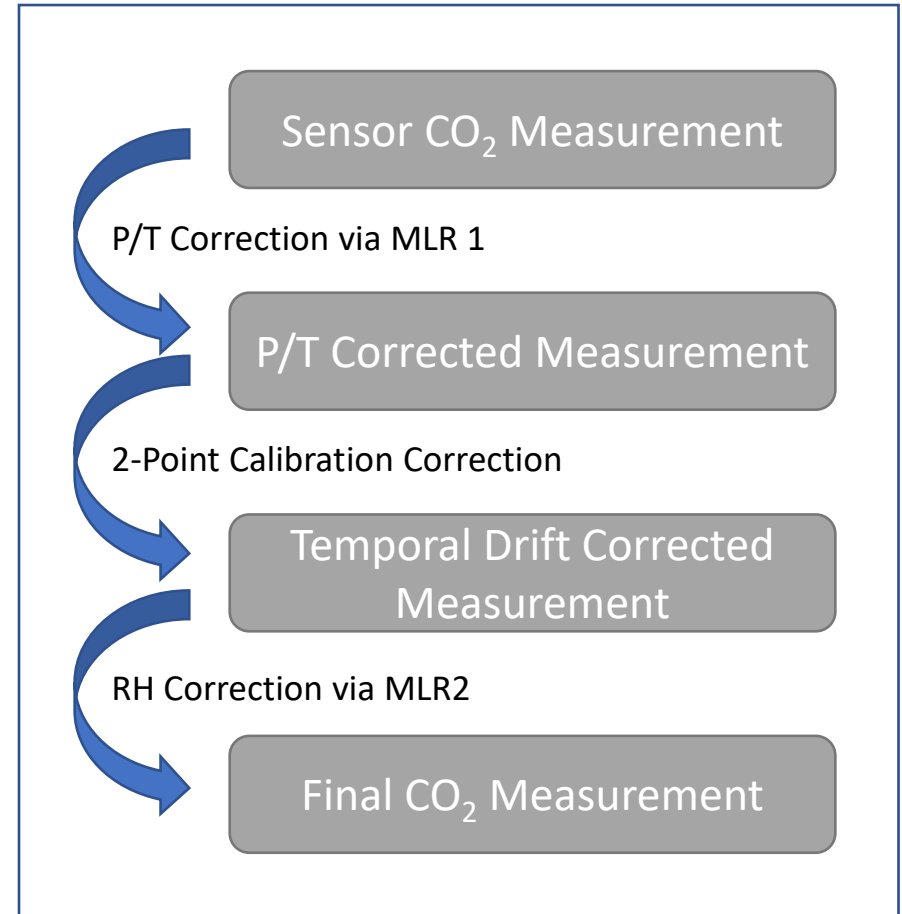 Sensor CO₂ Measurement
P/T Correction via MLR 1
P/T Corrected Measurement
2-Point Calibration Correction
Temporal Drift Corrected
Measurement
RH Correction via MLR2
Final CO₂ Measurement